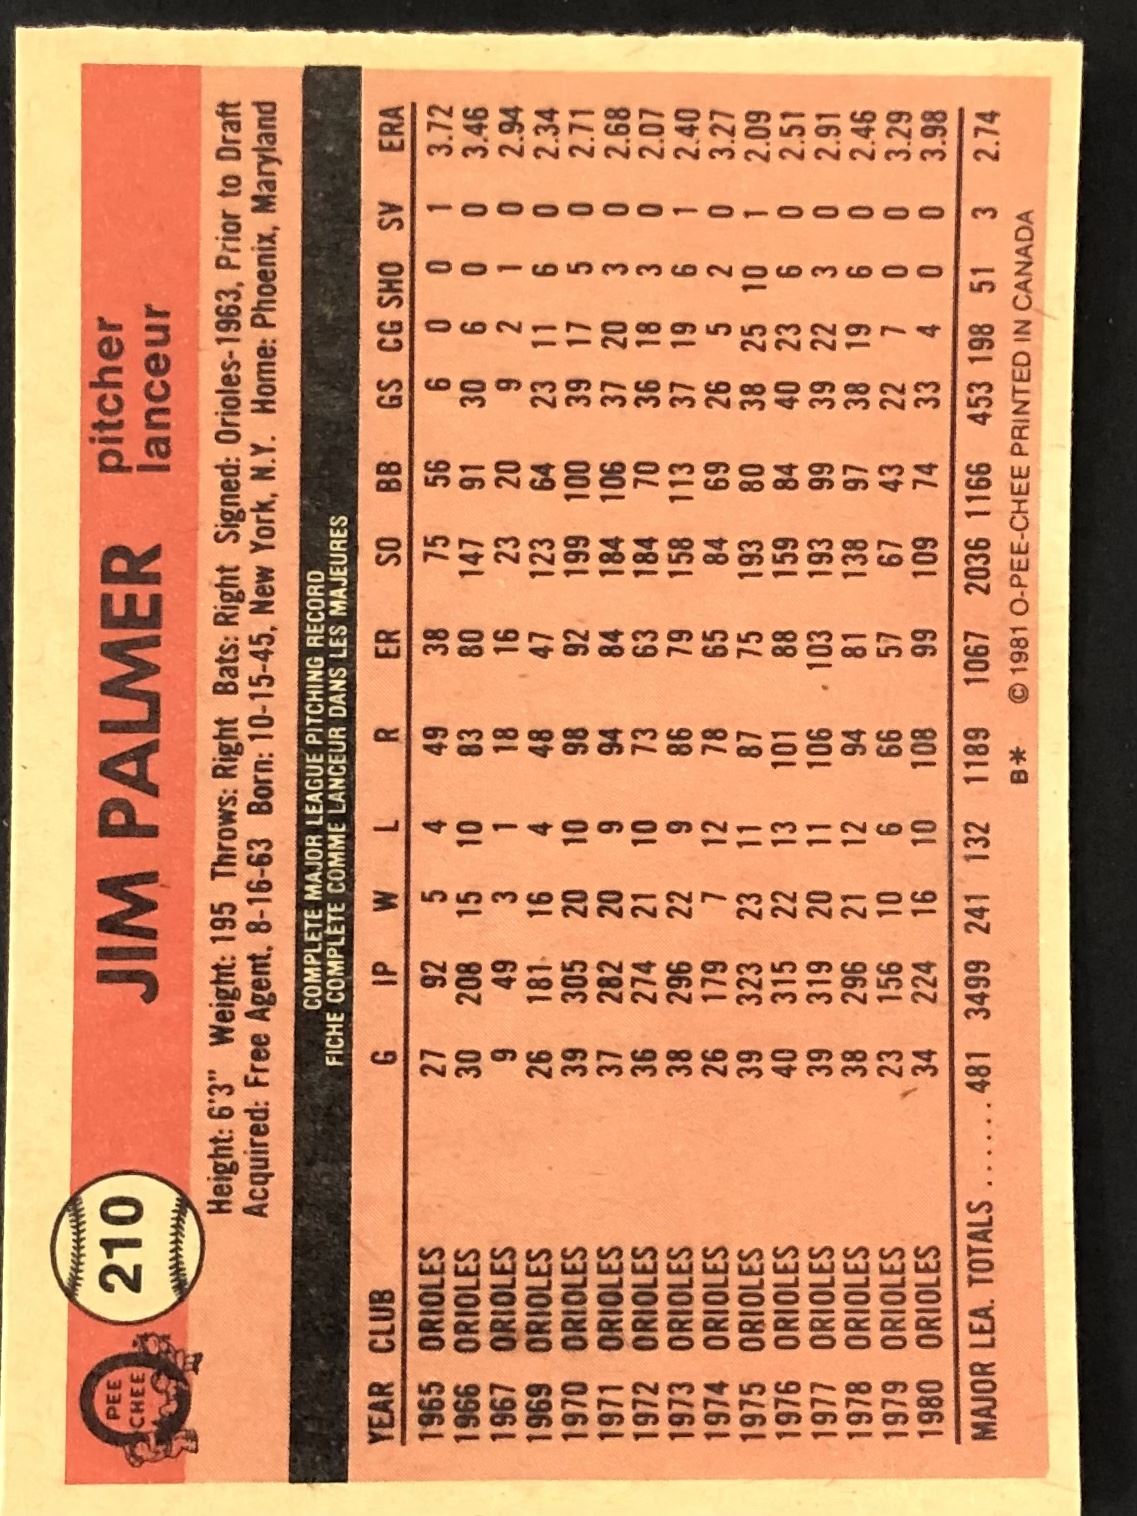 PEE
CHEE
210
JIM PALMER
pitcher
lanceur
Height: 6'3" Weight: 195 Throws: Right Bats: Right Signed: Orioles-1963, Prior to Draft
Acquired: Free Agent, 8-16-63 Born: 10-15-45, New York, N.Y. Home: Phoenix, Maryland
COMPLETE MAJOR LEAGUE PITCHING RECORD
FICHE COMPLÈTE COMME LANCEUR DANS LES MAJEURES
YEAR CLUB G IP W L R ER SO BB GS CG SHO SV ERA
1965 ORIOLES 27 92 5 4 49 38 75 56 6 0 0 1 3.72
1966 ORIOLES 30 208 15 10 83 80 147 91 30 6 0 0 3.46
1967 ORIOLES 9 49 3 1 18 16 23 20 9 2 1 0 2.94
1969 ORIOLES 26 181 16 4 48 47 123 64 23 11 6 0 2.34
1970 ORIOLES 39 305 20 10 98 92 199 100 39 17 5 0 2.71
1971 ORIOLES 37 282 20 9 94 84 184 106 37 20 3 0 2.68
1972 ORIOLES 36 274 21 10 73 63 184 70 36 18 3 0 2.07
1973 ORIOLES 38 296 22 9 86 79 158 113 37 19 6 1 2.40
1974 ORIOLES 26 179 7 12 78 65 84 69 26 5 2 0 3.27
1975 ORIOLES 39 323 23 11 87 75 193 80 38 25 10 1 2.09
1976 ORIOLES 40 315 22 13 101 88 159 84 40 23 6 0 2.51
1977 ORIOLES 39 319 20 11 106 103 193 99 39 22 3 0 2.91
1978 ORIOLES 38 296 21 12 94 81 138 97 38 19 6 0 2.46
1979 ORIOLES 23 156 10 6 66 57 67 43 22 7 0 0 3.29
1980 ORIOLES 34 224 16 10 108 99 109 74 33 4 0 0 3.98
MAJOR LEA. TOTALS ...... 481 3499 241 132 1189 1067 2036 1166 453 198 51 3 2.74
B* © 1981 O-PEE-CHEE PRINTED IN CANADA